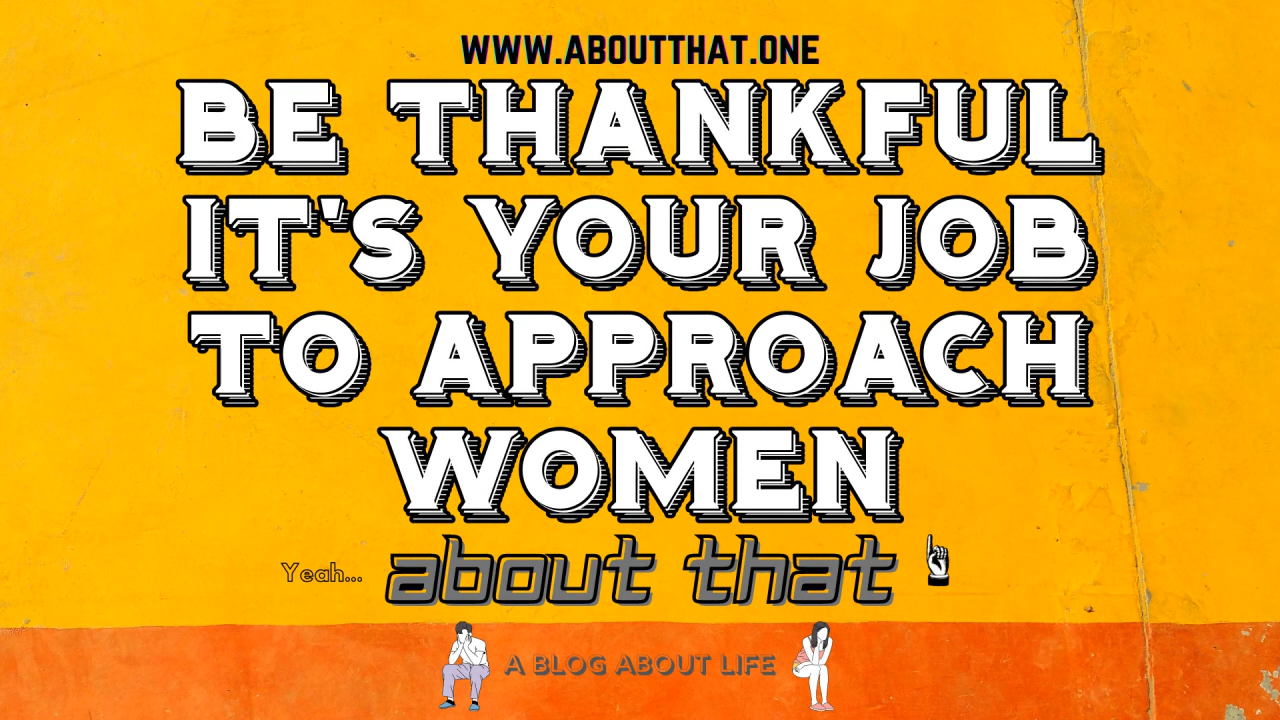 WWW.ABOUTTHAT.ONE
BE THANKFUL
IT'S YOUR JOB
TO APPROACH
WOMEN
Yeah... about that
A BLOG ABOUT LIFE